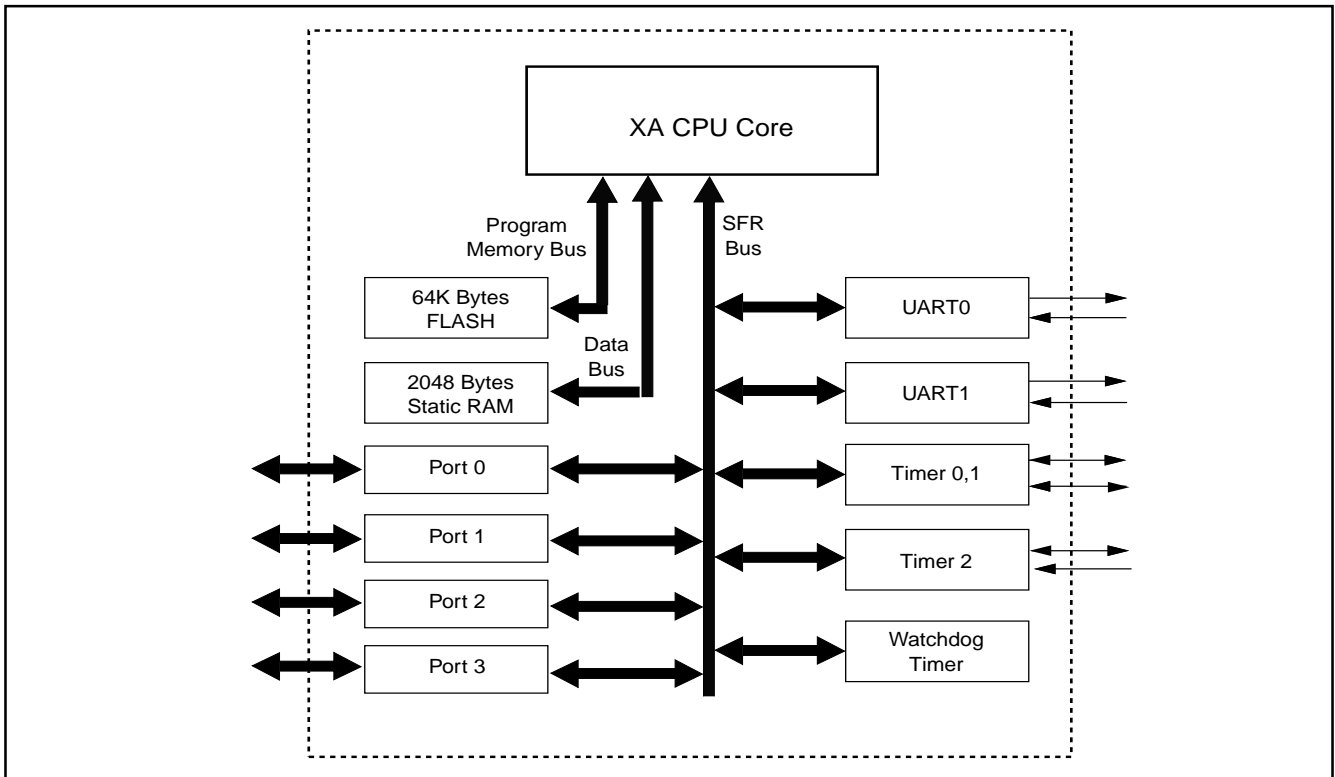 XA CPU Core
Program
Memory Bus
SFR
Bus
64K Bytes
FLASH
UART0
Data
Bus
2048 Bytes
Static RAM
UART1
Port 0
Timer 0,1
Port 1
Timer 2
Port 2
Watchdog
Timer
Port 3